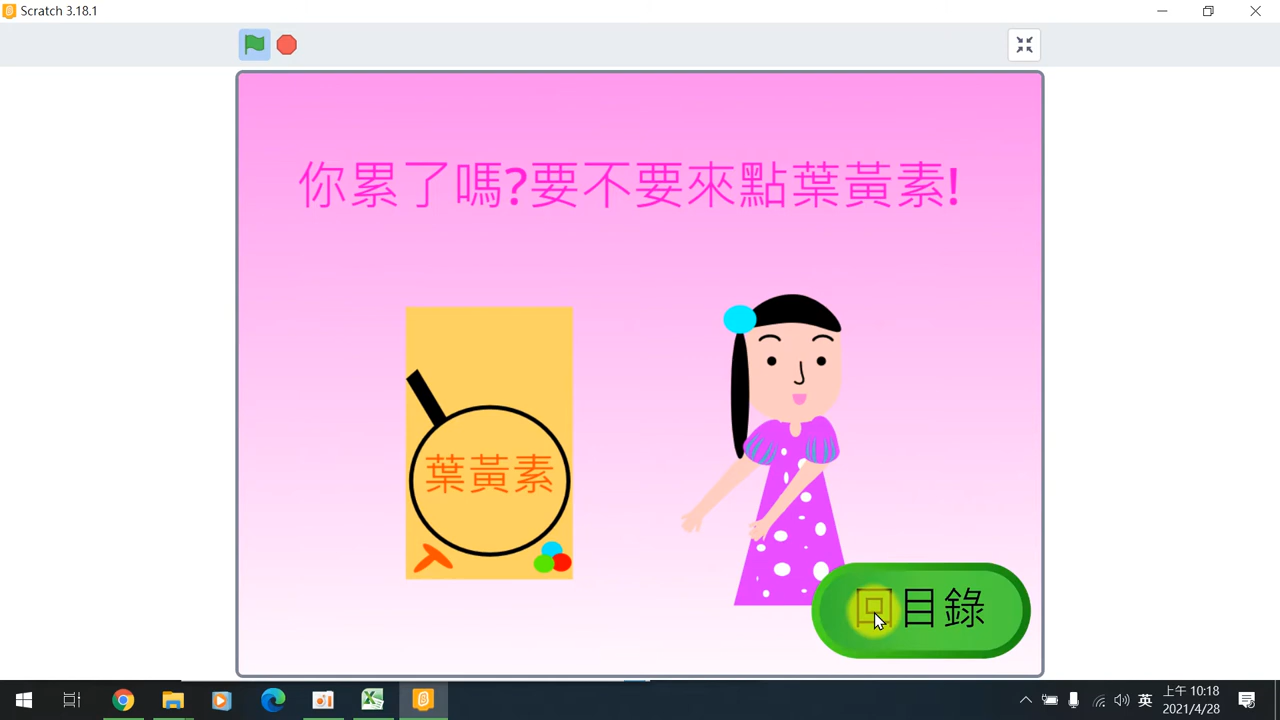 Scratch 3.18.1
你累了嗎?要不要來點葉黃素!
葉黃素
回目錄
英
上午 10:18
2021/4/28